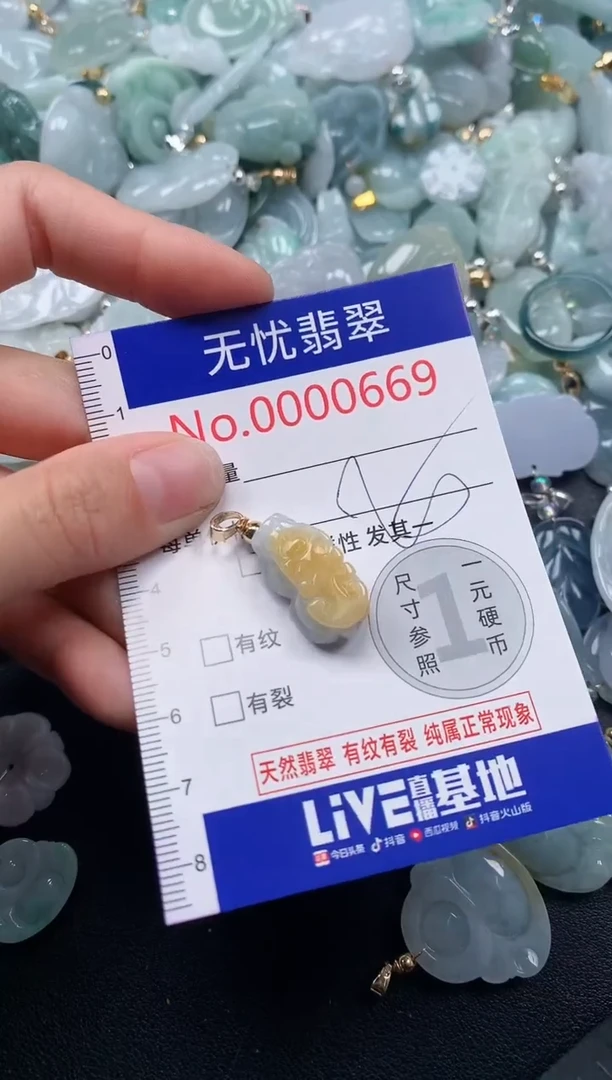 无忧翡翠
No.0000669
量
性 发其一
0
1
4
5
6
7
8
有纹
有裂
一元硬币
1
尺寸参照
天然翡翠 有纹有裂 纯属正常现象
LiVE直播基地
今日头条 抖音 西瓜视频 抖音火山版